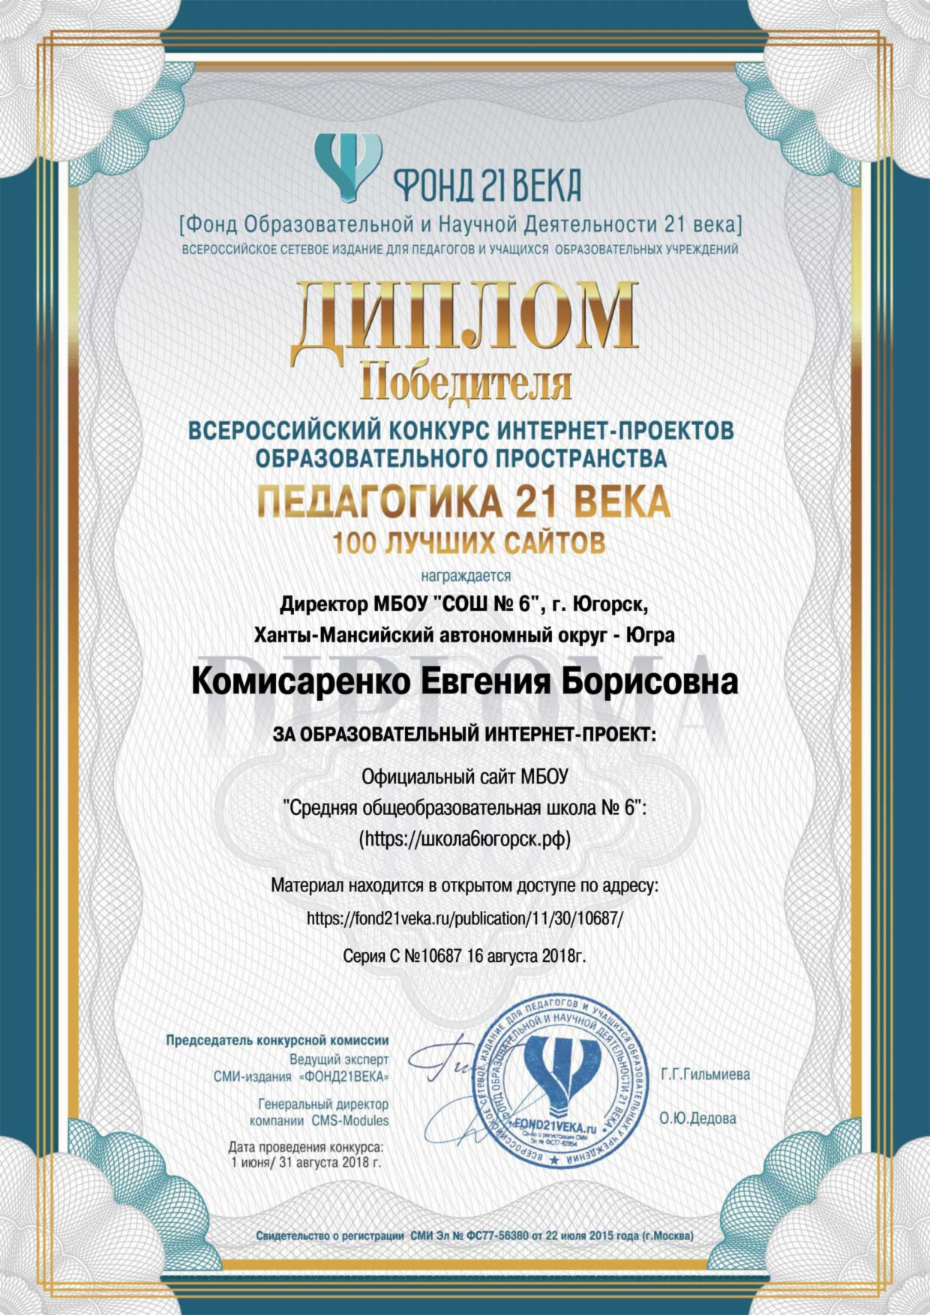 ФОНД 21 ВЕКА
[Фонд Образовательной и Научной Деятельности 21 века]
ВСЕРОССИЙСКОЕ СЕТЕВОЕ ИЗДАНИЕ ДЛЯ ПЕДАГОГОВ И УЧАЩИХСЯ ОБРАЗОВАТЕЛЬНЫХ УЧРЕЖДЕНИЙ
ДИПЛОМ
Победителя
ВСЕРОССИЙСКИЙ КОНКУРС ИНТЕРНЕТ-ПРОЕКТОВ
ОБРАЗОВАТЕЛЬНОГО ПРОСТРАНСТВА
ПЕДАГОГИКА 21 ВЕКА
100 ЛУЧШИХ САЙТОВ
награждается
Директор МБОУ "СОШ № 6", г. Югорск,
Ханты-Мансийский автономный округ - Югра
DIPLOMA
Комисаренко Евгения Борисовна
ЗА ОБРАЗОВАТЕЛЬНЫЙ ИНТЕРНЕТ-ПРОЕКТ:
Официальный сайт МБОУ
"Средняя общеобразовательная школа № 6":
(https://школа6югорск.рф)
Материал находится в открытом доступе по адресу:
https://fond21veka.ru/publication/11/30/10687/
Серия С №10687 16 августа 2018г.
Председатель конкурсной комиссии
Ведущий эксперт
СМИ-издания «ФОНД21ВЕКА»
Г.Г.Гильмиева
Генеральный директор
компании CMS-Modules
О.Ю.Дедова
Дата проведения конкурса:
1 июня/ 31 августа 2018 г.
ВСЕРОССИЙСКОЕ СЕТЕВОЕ ИЗДАНИЕ ДЛЯ ПЕДАГОГОВ И УЧАЩИХСЯ ОБРАЗОВАТЕЛЬНЫХ УЧРЕЖДЕНИЙ
ФОНД ОБРАЗОВАТЕЛЬНОЙ И НАУЧНОЙ ДЕЯТЕЛЬНОСТИ 21 ВЕКА
FOND21VEKA.ru
Св-во о регистрации СМИ
Свидетельство о регистрации СМИ Эл № ФС77-56380 от 22 июля 2015 года (г.Москва)